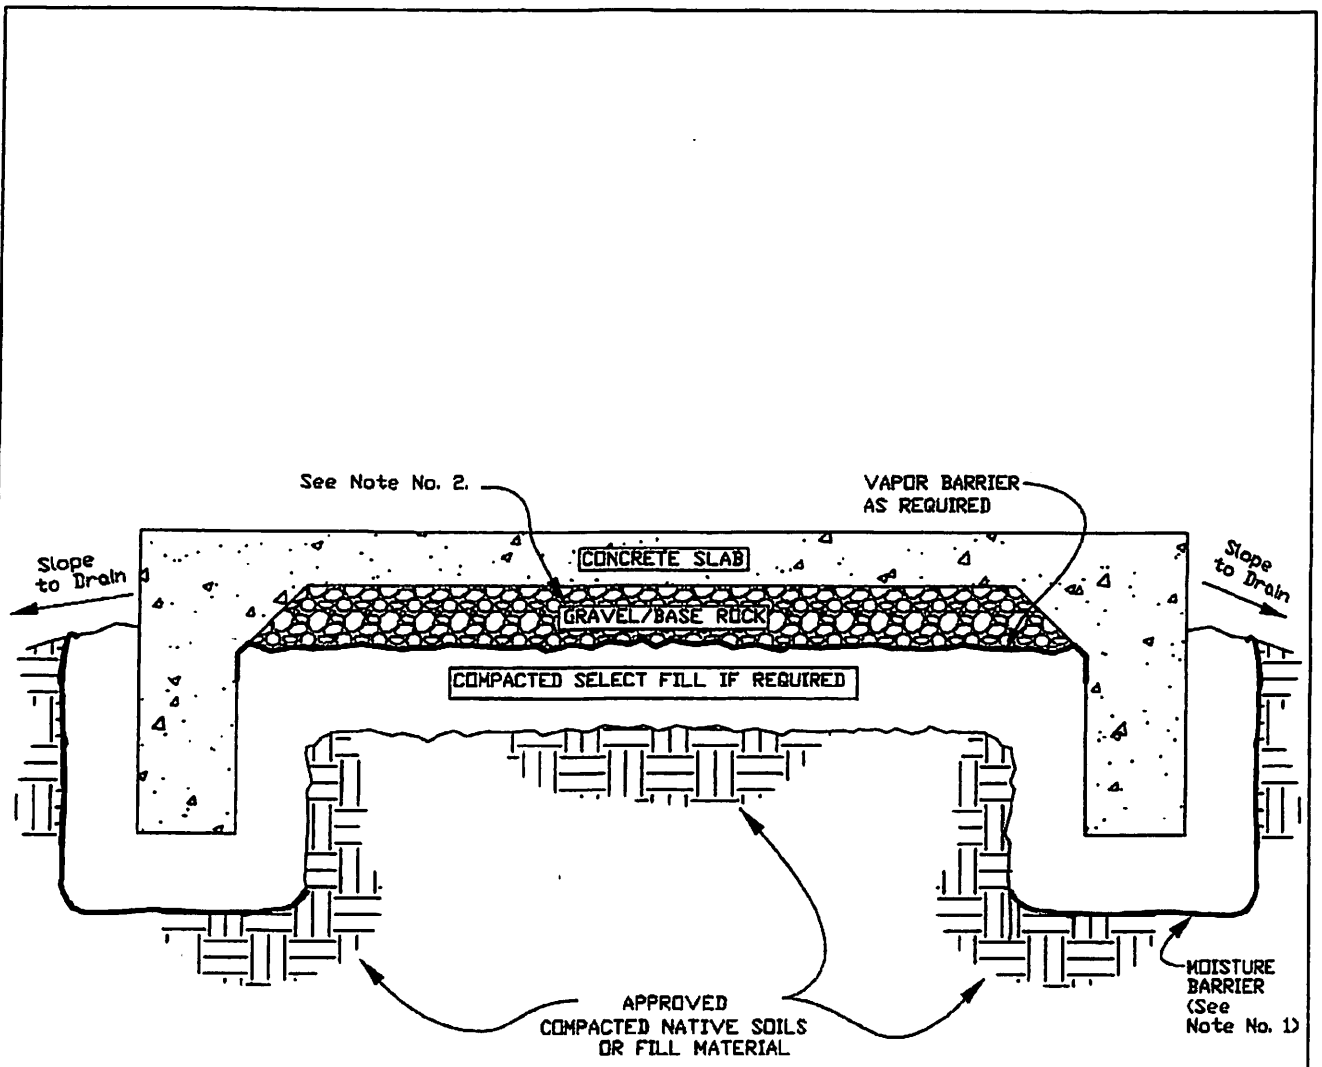 See Note No. 2.
VAPOR BARRIER
AS REQUIRED
Slope
to Drain
CONCRETE SLAB
Slope
to Drain
GRAVEL/BASE ROCK
COMPACTED SELECT FILL IF REQUIRED
MOISTURE
BARRIER
(See
Note No. 1)
APPROVED
COMPACTED NATIVE SOILS
OR FILL MATERIAL